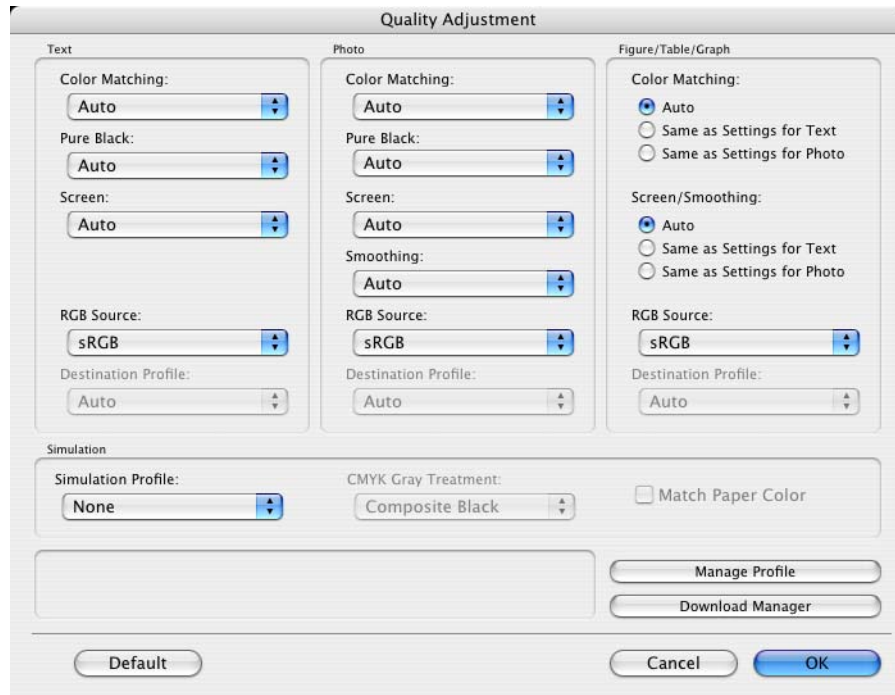 Quality Adjustment
Text
Color Matching:
Auto
Pure Black:
Auto
Screen:
Auto
RGB Source:
sRGB
Destination Profile:
Auto
Photo
Color Matching:
Auto
Pure Black:
Auto
Screen:
Auto
Smoothing:
Auto
RGB Source:
sRGB
Destination Profile:
Auto
Figure/Table/Graph
Color Matching:
Auto
Same as Settings for Text
Same as Settings for Photo
Screen/Smoothing:
Auto
Same as Settings for Text
Same as Settings for Photo
RGB Source:
sRGB
Destination Profile:
Auto
Simulation
Simulation Profile:
None
CMYK Gray Treatment:
Composite Black
Match Paper Color
Manage Profile
Download Manager
Default
Cancel
OK